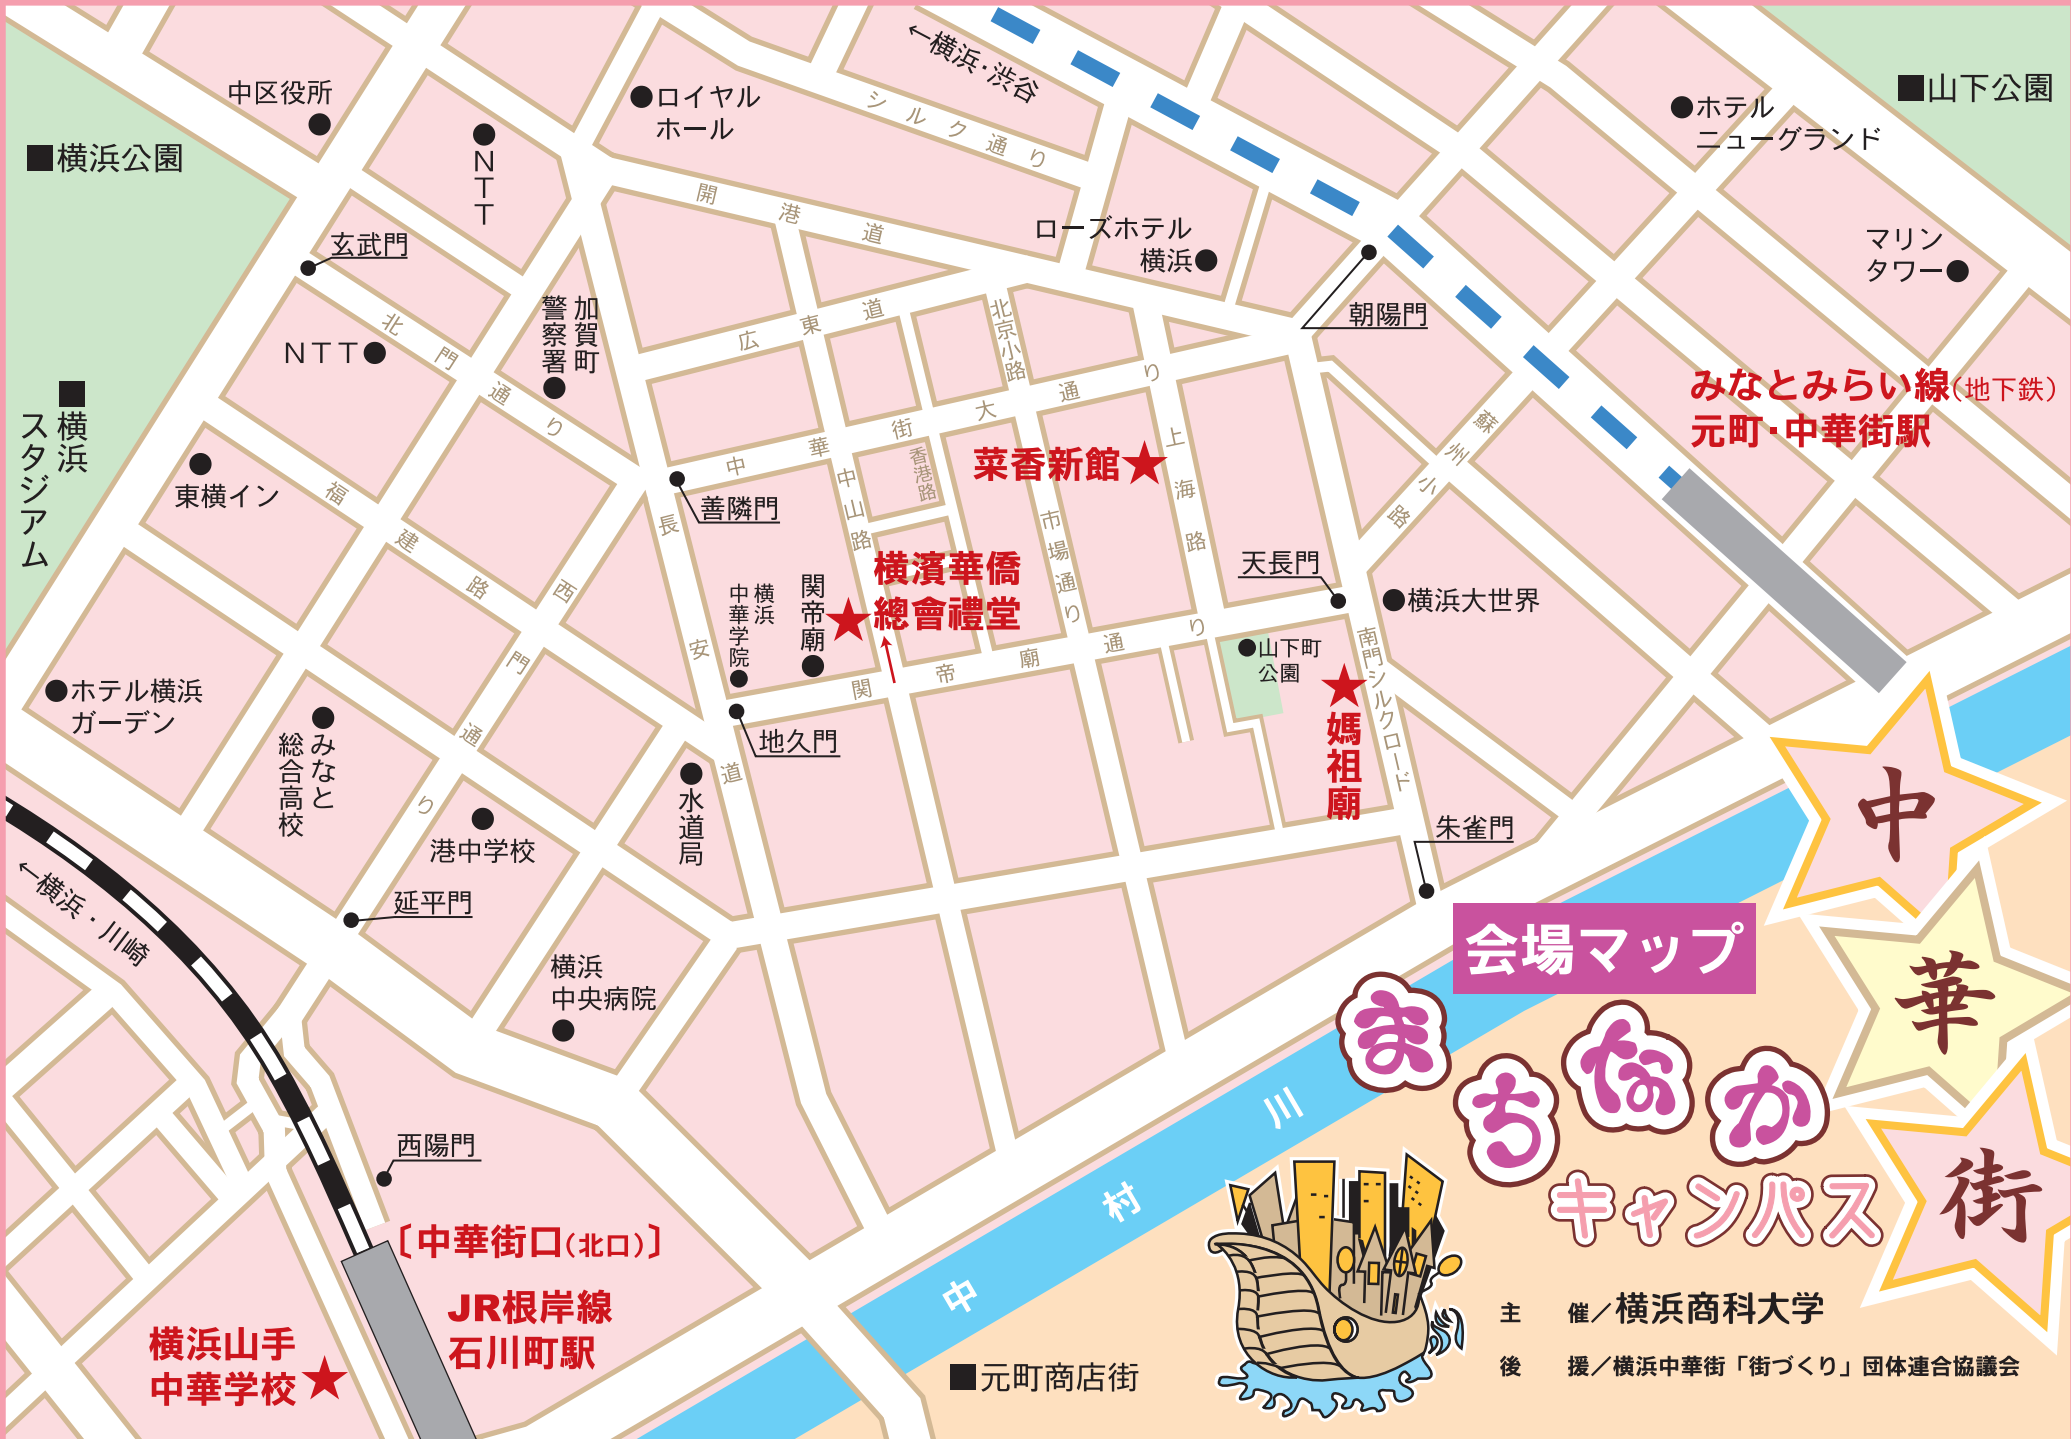 ←横浜・渋谷
中区役所
ロイヤル
ホール
シルク通り
ホテル
ニューグランド
■山下公園
■横浜公園
NTT
開港道
ローズホテル
横浜
マリン
タワー
玄武門
加賀町
警察署
広東道
北京小路
朝陽門
NTT
北門通り
みなとみらい線(地下鉄)
元町・中華街駅
■横浜
スタジアム
中華街大通り
菜香新館★
上海路
蘇州小路
東横イン
福建路
善隣門
長安道
中山路
香港路
市場通り
天長門
西門通り
横浜
中華学院
関帝廟
★横濱華僑
總會禮堂
横浜大世界
山下町
公園
南門シルクロード
関帝廟通り
ホテル横浜
ガーデン
みなと
総合高校
地久門
★媽祖廟
水道局
港中学校
朱雀門
延平門
←横浜・川崎
横浜
中央病院
西陽門
〔中華街口(北口)〕
JR根岸線
石川町駅
横浜山手
中華学校★
中村川
■元町商店街
会場マップ
中華街
まちなか
キャンパス
主　催／横浜商科大学
後　援／横浜中華街「街づくり」団体連合協議会